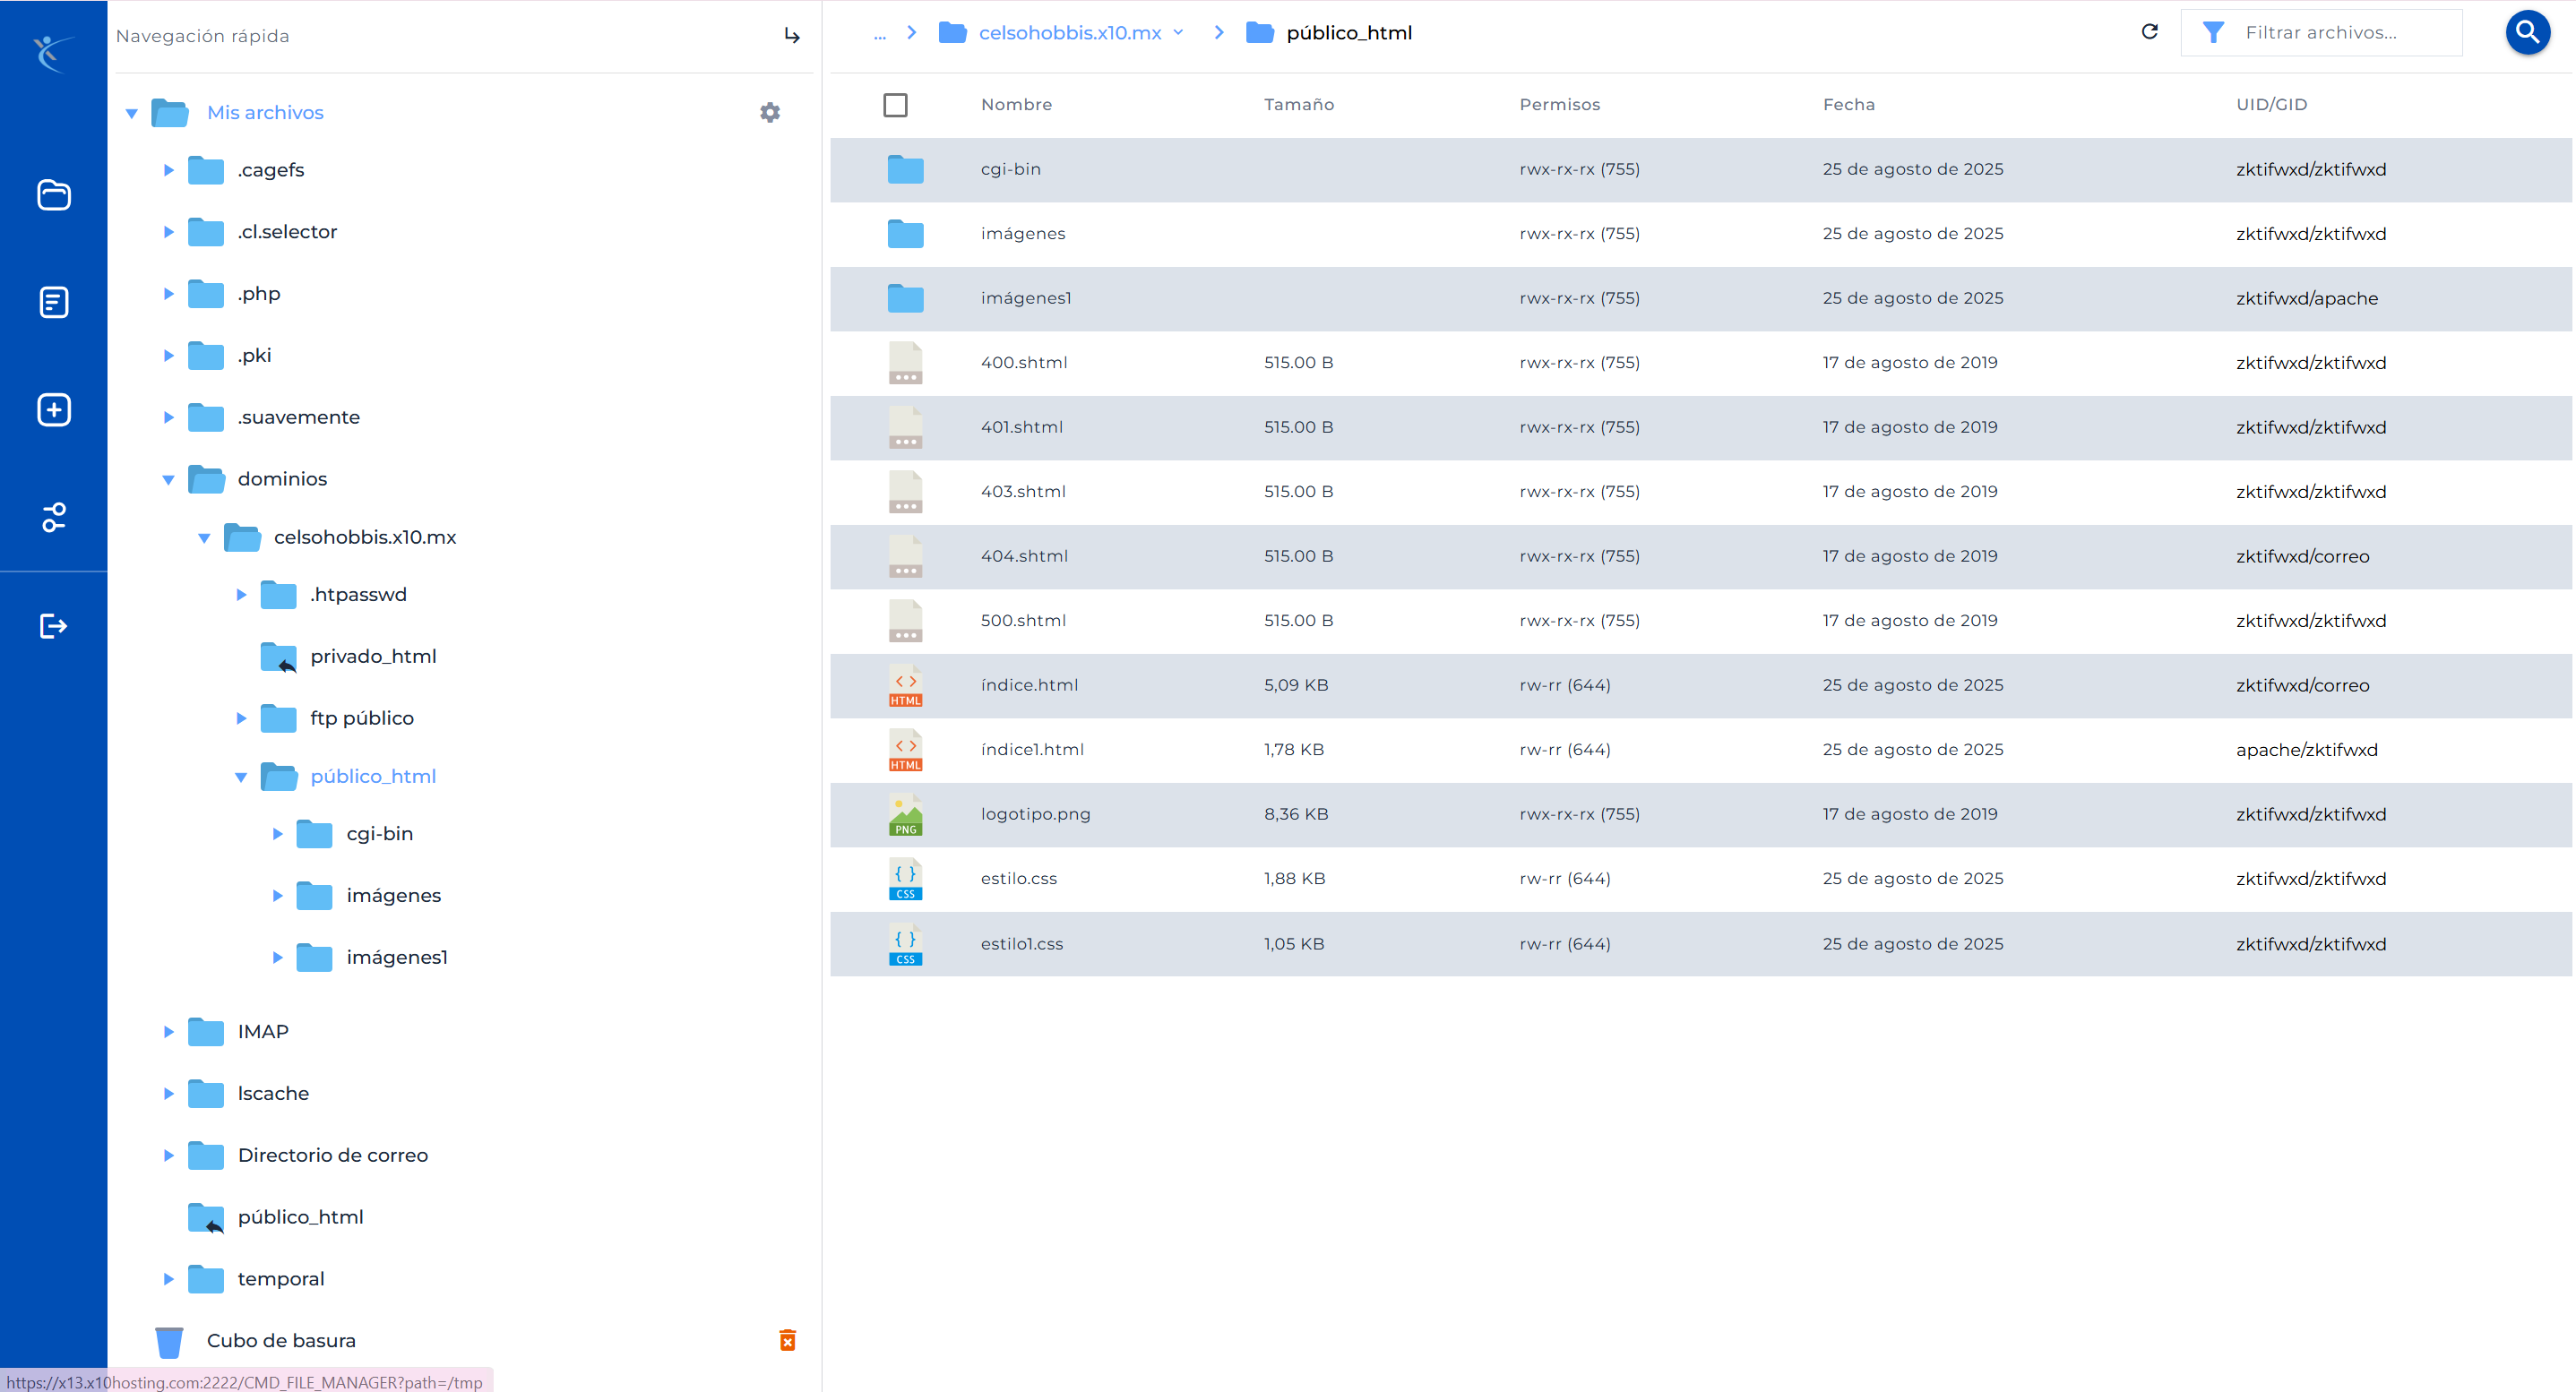 Navegación rápida
Mis archivos
.cagefs
.cl.selector
.php
.pki
.suavemente
dominios
celsohobbis.x10.mx
.htpasswd
privado_html
ftp público
público_html
cgi-bin
imágenes
imágenes1
IMAP
lscache
Directorio de correo
público_html
temporal
Cubo de basura
https://x13.x10hosting.com:2222/CMD_FILE_MANAGER?path=/tmp
... celsohobbis.x10.mx público_html Filtrar archivos...
Nombre Tamaño Permisos Fecha UID/GID
cgi-bin rwx-rx-rx (755) 25 de agosto de 2025 zktifwxd/zktifwxd
imágenes rwx-rx-rx (755) 25 de agosto de 2025 zktifwxd/zktifwxd
imágenes1 rwx-rx-rx (755) 25 de agosto de 2025 zktifwxd/apache
400.shtml 515.00 B rwx-rx-rx (755) 17 de agosto de 2019 zktifwxd/zktifwxd
401.shtml 515.00 B rwx-rx-rx (755) 17 de agosto de 2019 zktifwxd/zktifwxd
403.shtml 515.00 B rwx-rx-rx (755) 17 de agosto de 2019 zktifwxd/zktifwxd
404.shtml 515.00 B rwx-rx-rx (755) 17 de agosto de 2019 zktifwxd/correo
500.shtml 515.00 B rwx-rx-rx (755) 17 de agosto de 2019 zktifwxd/zktifwxd
HTML índice.html 5,09 KB rw-rr (644) 25 de agosto de 2025 zktifwxd/correo
HTML índice1.html 1,78 KB rw-rr (644) 25 de agosto de 2025 apache/zktifwxd
PNG logotipo.png 8,36 KB rwx-rx-rx (755) 17 de agosto de 2019 zktifwxd/zktifwxd
{ } CSS estilo.css 1,88 KB rw-rr (644) 25 de agosto de 2025 zktifwxd/zktifwxd
{ } CSS estilo1.css 1,05 KB rw-rr (644) 25 de agosto de 2025 zktifwxd/zktifwxd